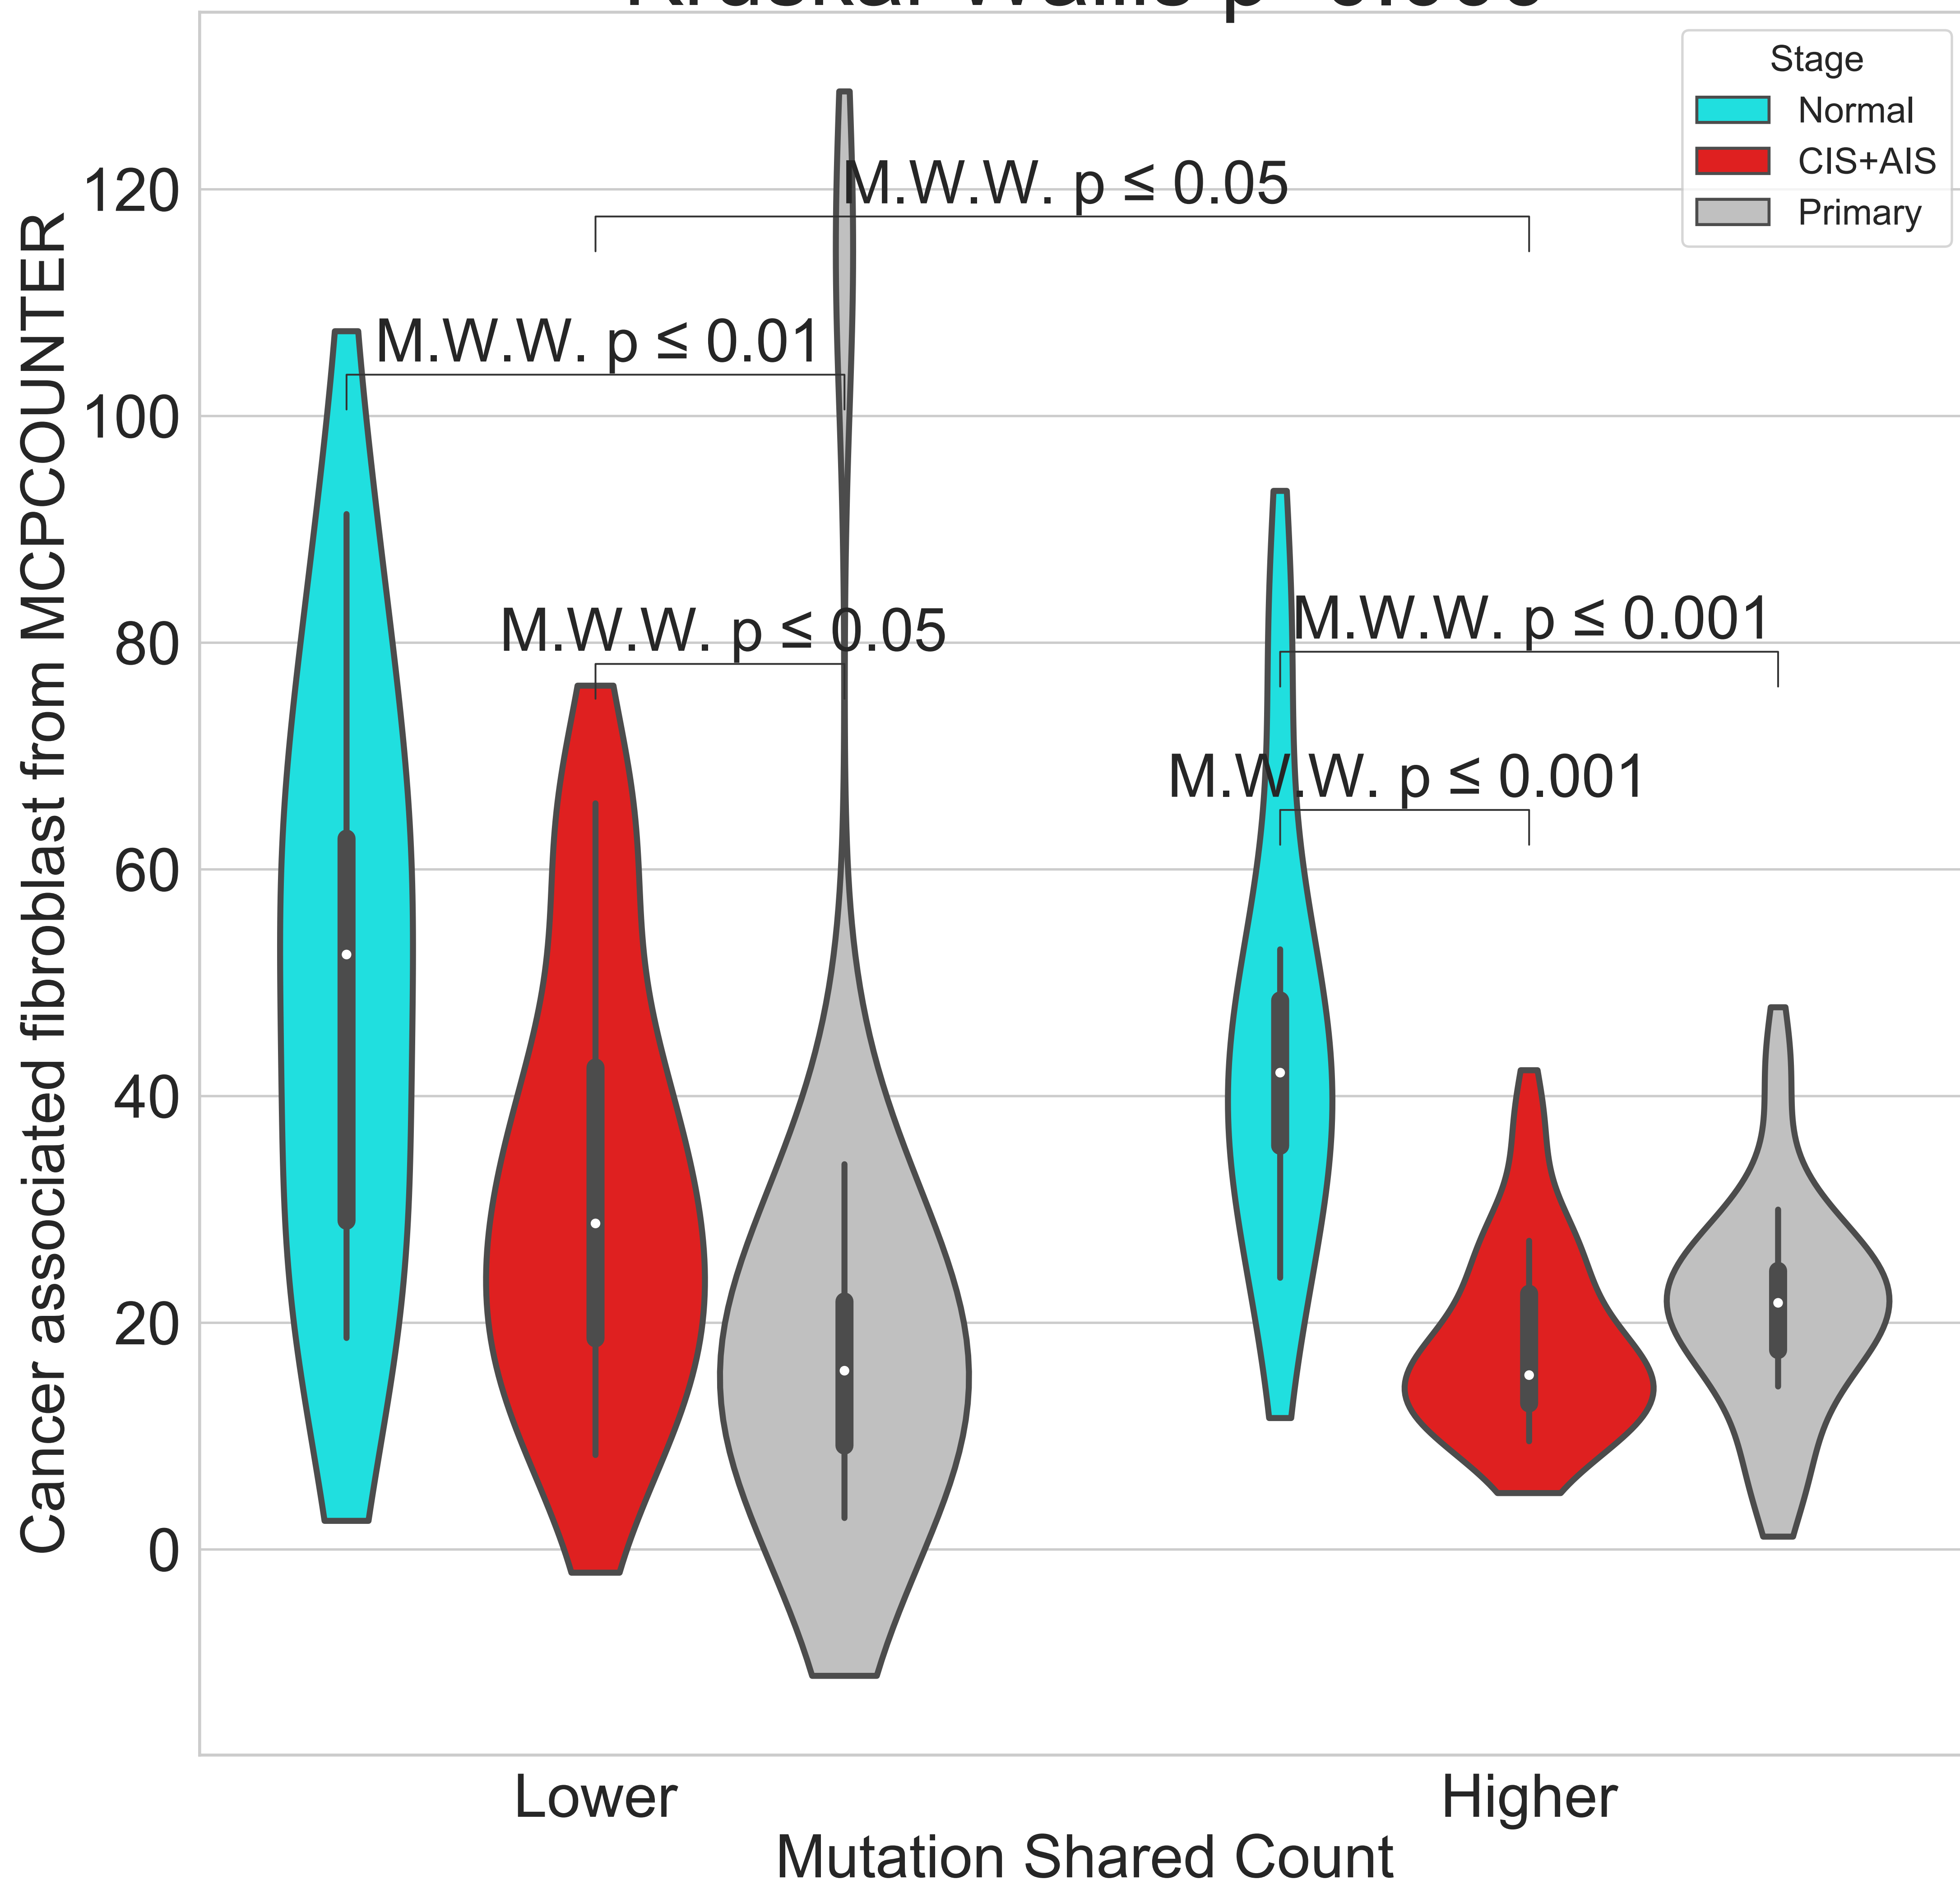 Stage
Normal
CIS+AIS
Primary
Cancer associated fibroblast from MCPCOUNTER
120
100
80
60
40
20
0
M.W.W. p ≤ 0.05
M.W.W. p ≤ 0.01
M.W.W. p ≤ 0.05
M.W.W. p ≤ 0.001
M.W.W. p ≤ 0.001
Lower
Higher
Mutation Shared Count